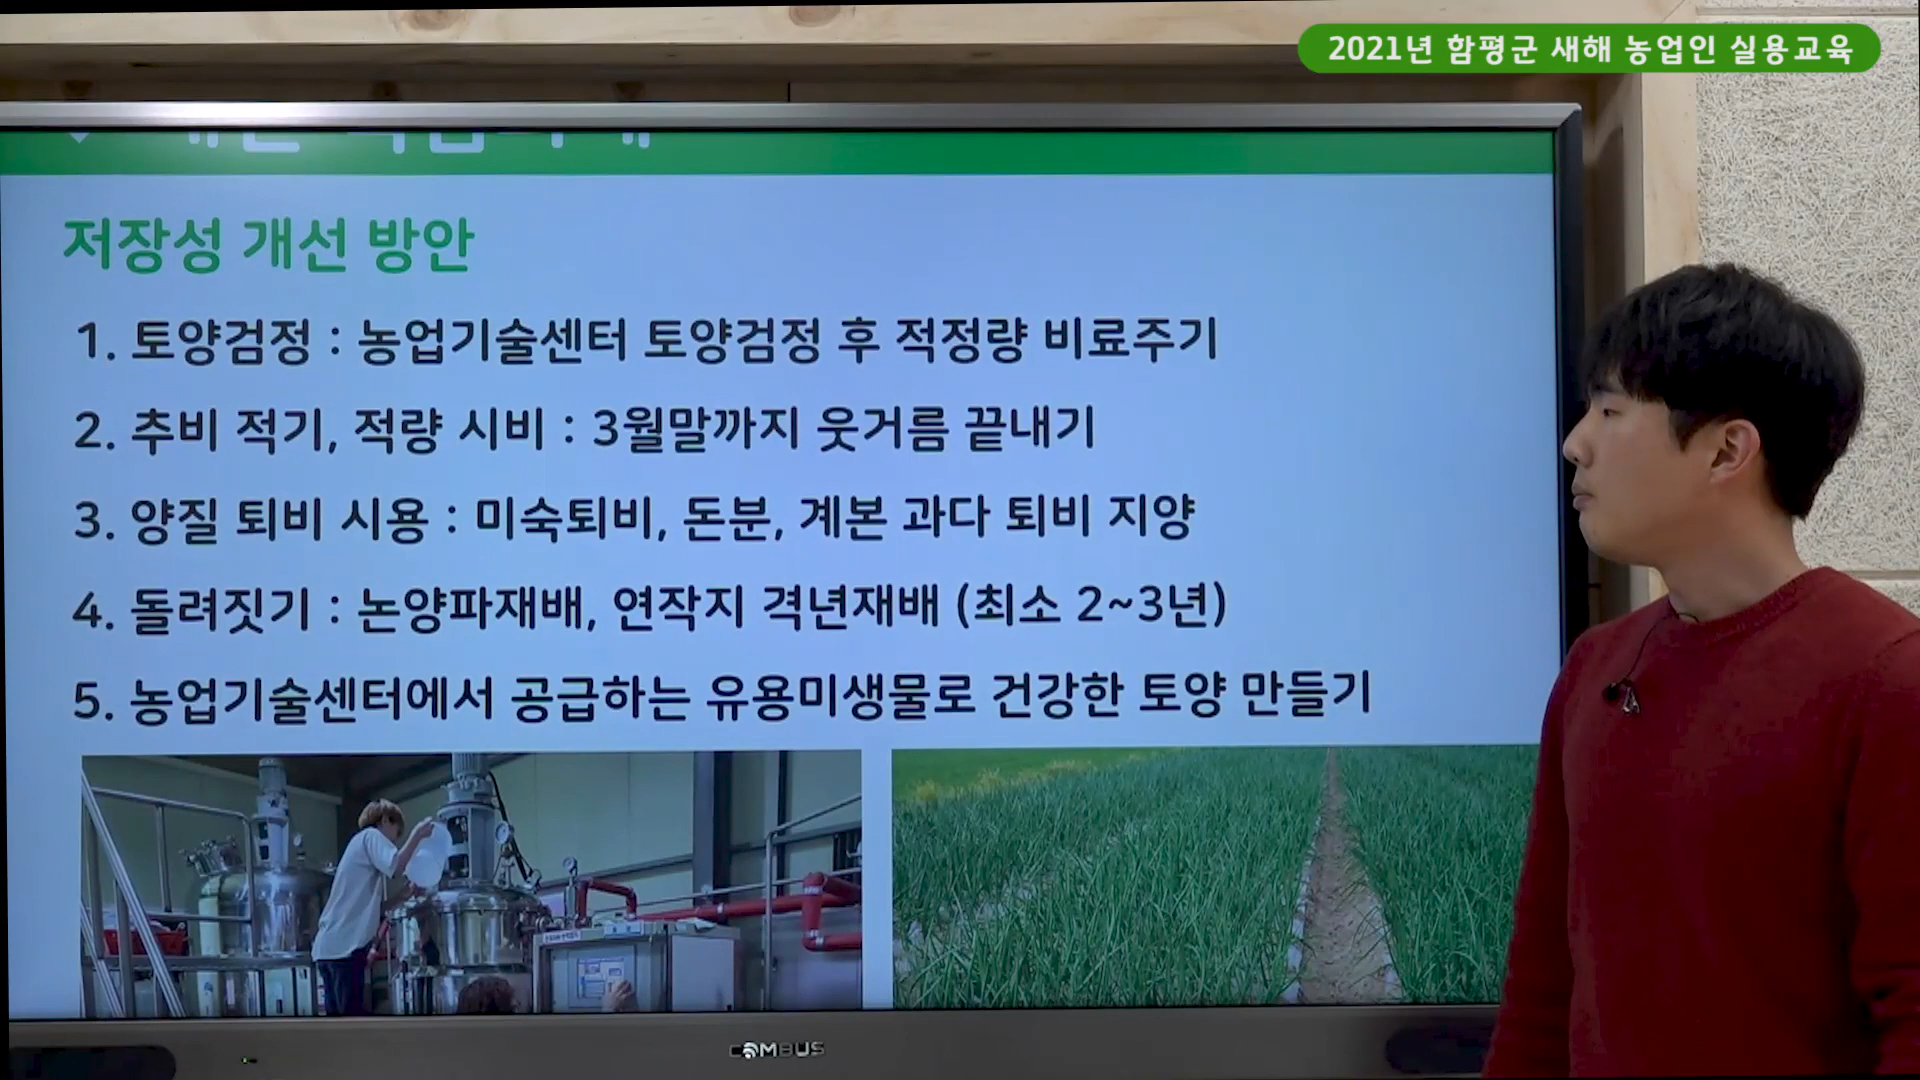 2021년 함평군 새해 농업인 실용교육
저장성 개선 방안
1. 토양검정 : 농업기술센터 토양검정 후 적정량 비료주기
2. 추비 적기, 적량 시비 : 3월말까지 웃거름 끝내기
3. 양질 퇴비 시용 : 미숙퇴비, 돈분, 계본 과다 퇴비 지양
4. 돌려짓기 : 논양파재배, 연작지 격년재배 (최소 2~3년)
5. 농업기술센터에서 공급하는 유용미생물로 건강한 토양 만들기
COMBUS